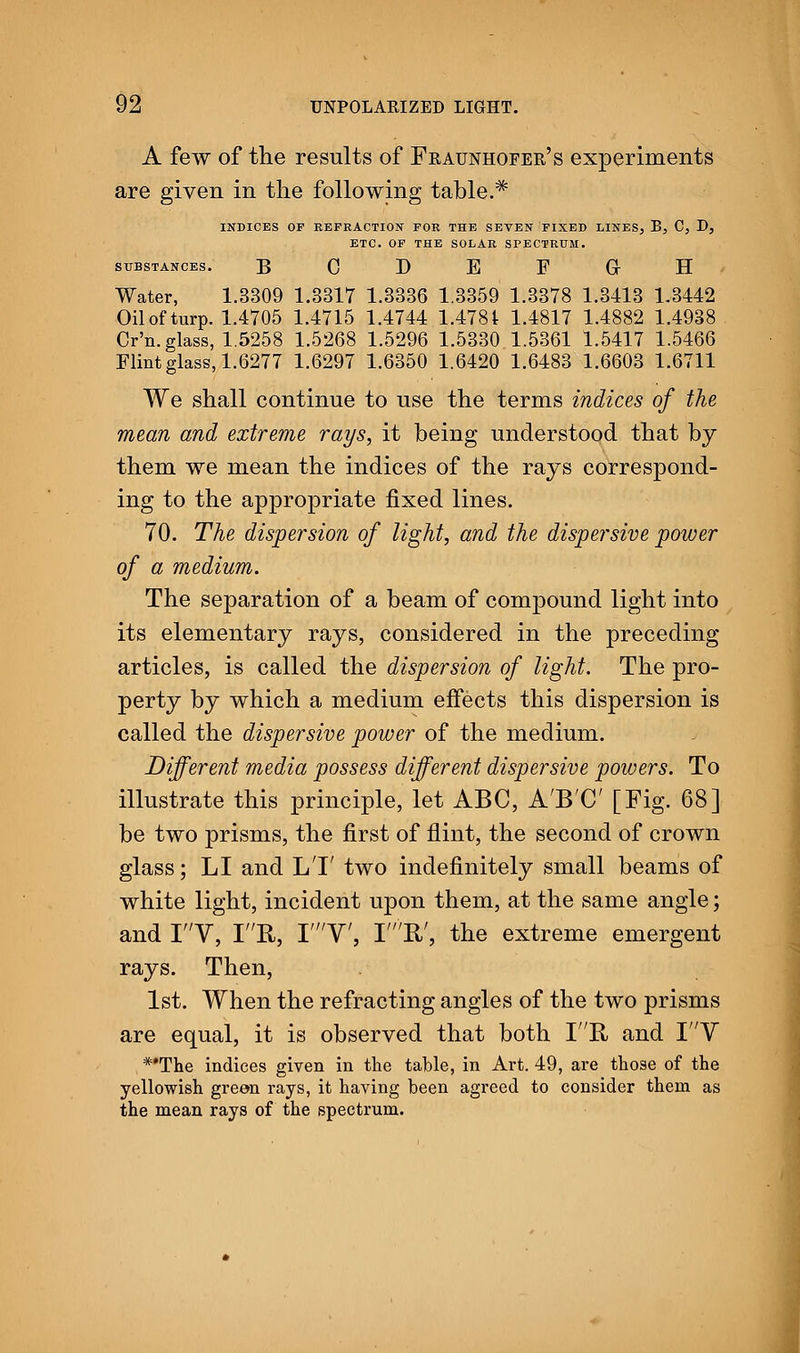 92 UNPOLARIZED LIGHT.
A few of the results of Fraunhofer's experiments
are given in the following table.*
INDICES OF REFRACTION FOR THE SEVEN FIXED LINES, B, C, D,
ETC. OF THE SOLAR SPECTRUM.
SUBSTANCES. B C D E F G H
Water, 1.3309 1.3317 1.3336 1.3359 1.3378 1.3413 1.3442
Oil of turp. 1.4705 1.4715 1.4744 1.4781 1.4817 1.4882 1.4938
Cr'n. glass, 1.5258 1.5268 1.5296 1.5330 1.5361 1.5417 1.5466
Flint glass, 1.6277 1.6297 1.6350 1.6420 1.6483 1.6603 1.6711
We shall continue to use the terms indices of the
mean and extreme rays, it being understood that by
them we mean the indices of the rays correspond-
ing to the appropriate fixed lines.
70. The dispersion of light, and the dispersive power
of a medium.
The separation of a beam of compound light into
its elementary rays, considered in the preceding
articles, is called the dispersion of light. The pro-
perty by which a medium effects this dispersion is
called the dispersive power of the medium.
Different media possess different dispersive powers. To
illustrate this principle, let ABC, A'B'C' [Fig. 68]
be two prisms, the first of flint, the second of crown
glass; LI and L'I' two indefinitely small beams of
white light, incident upon them, at the same angle;
and I''V, I''R, I'''V', I'''R', the extreme emergent
rays. Then,
1st. When the refracting angles of the two prisms
are equal, it is observed that both I''R and I''V
*'The indices given in the table, in Art. 49, are those of the
yellowish green rays, it having been agreed to consider them as
the mean rays of the spectrum.